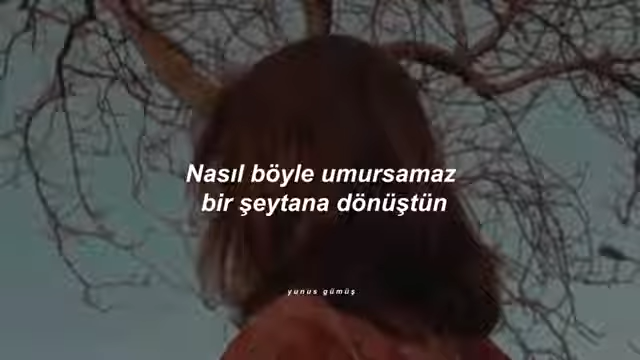 Nasıl böyle umursamaz
bir şeytana dönüştün
yunus gümüş